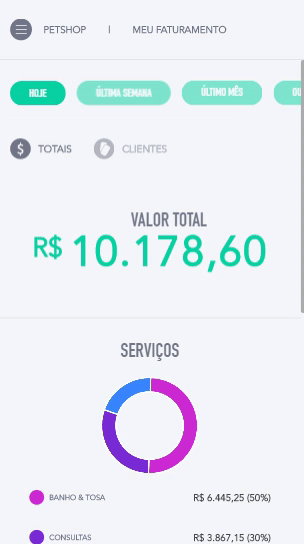 PETSHOP | MEU FATURAMENTO
HOJE ÚLTIMA SEMANA ÚLTIMO MÊS OU
$ TOTAIS CLIENTES
VALOR TOTAL
R$ 10.178,60
SERVIÇOS
BANHO & TOSA R$ 6.445,25 (50%)
CONSULTAS R$ 3.867,15 (30%)